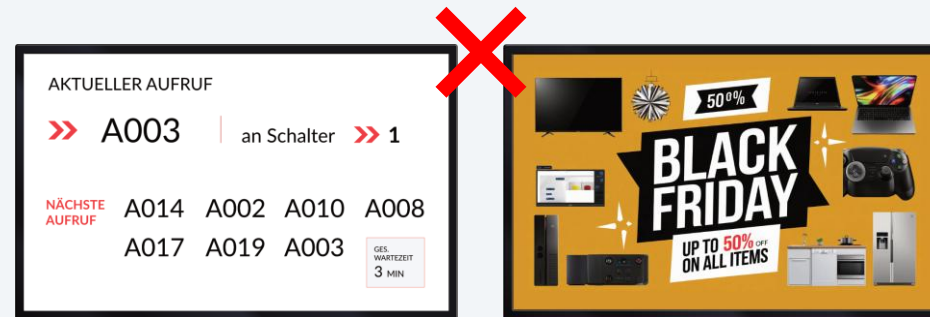 AKTUELLER AUFRUF
A003 an Schalter 1
NÄCHSTE
AUFRUF
A014 A002 A010 A008
A017 A019 A003
GES.
WARTEZEIT
3 MIN
50%
BLACK
FRIDAY
UP TO 50% OFF
ON ALL ITEMS